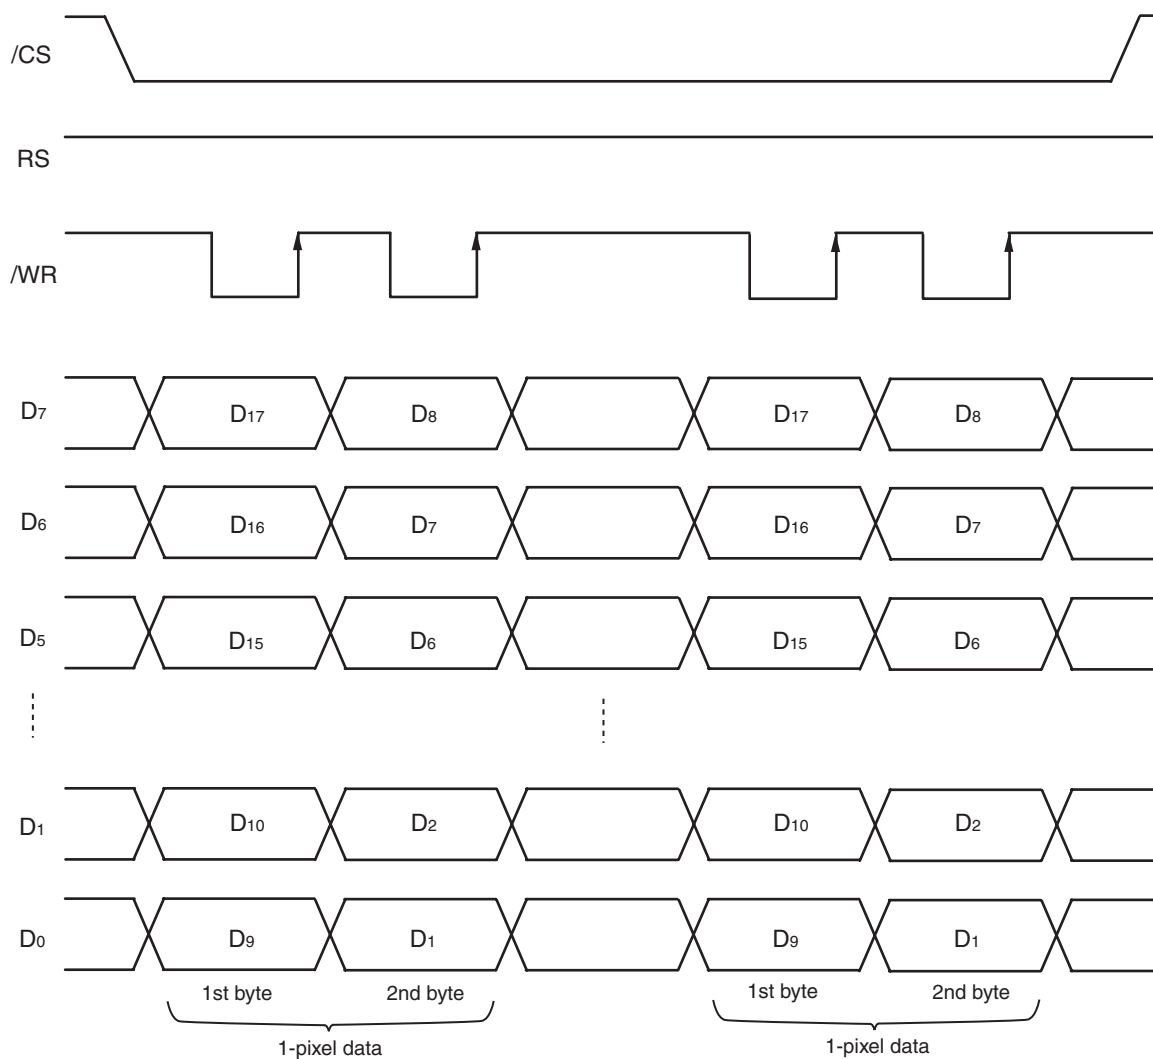 /CS
RS
/WR
D7 D17 D8 D17 D8
D6 D16 D7 D16 D7
D5 D15 D6 D15 D6
D1 D10 D2 D10 D2
D0 D9 D1 D9 D1
1st byte 2nd byte 1st byte 2nd byte
1-pixel data 1-pixel data